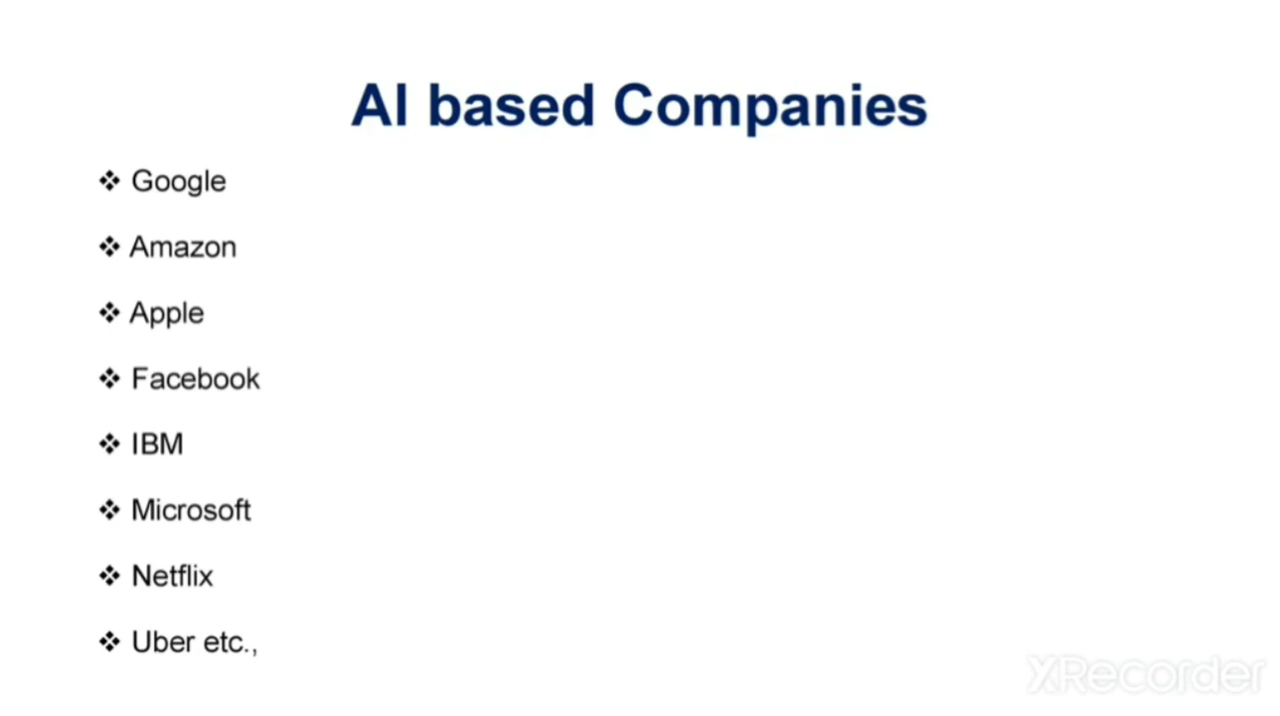 AI based Companies
❖ Google
❖ Amazon
❖ Apple
❖ Facebook
❖ IBM
❖ Microsoft
❖ Netflix
❖ Uber etc.,
XRecorder